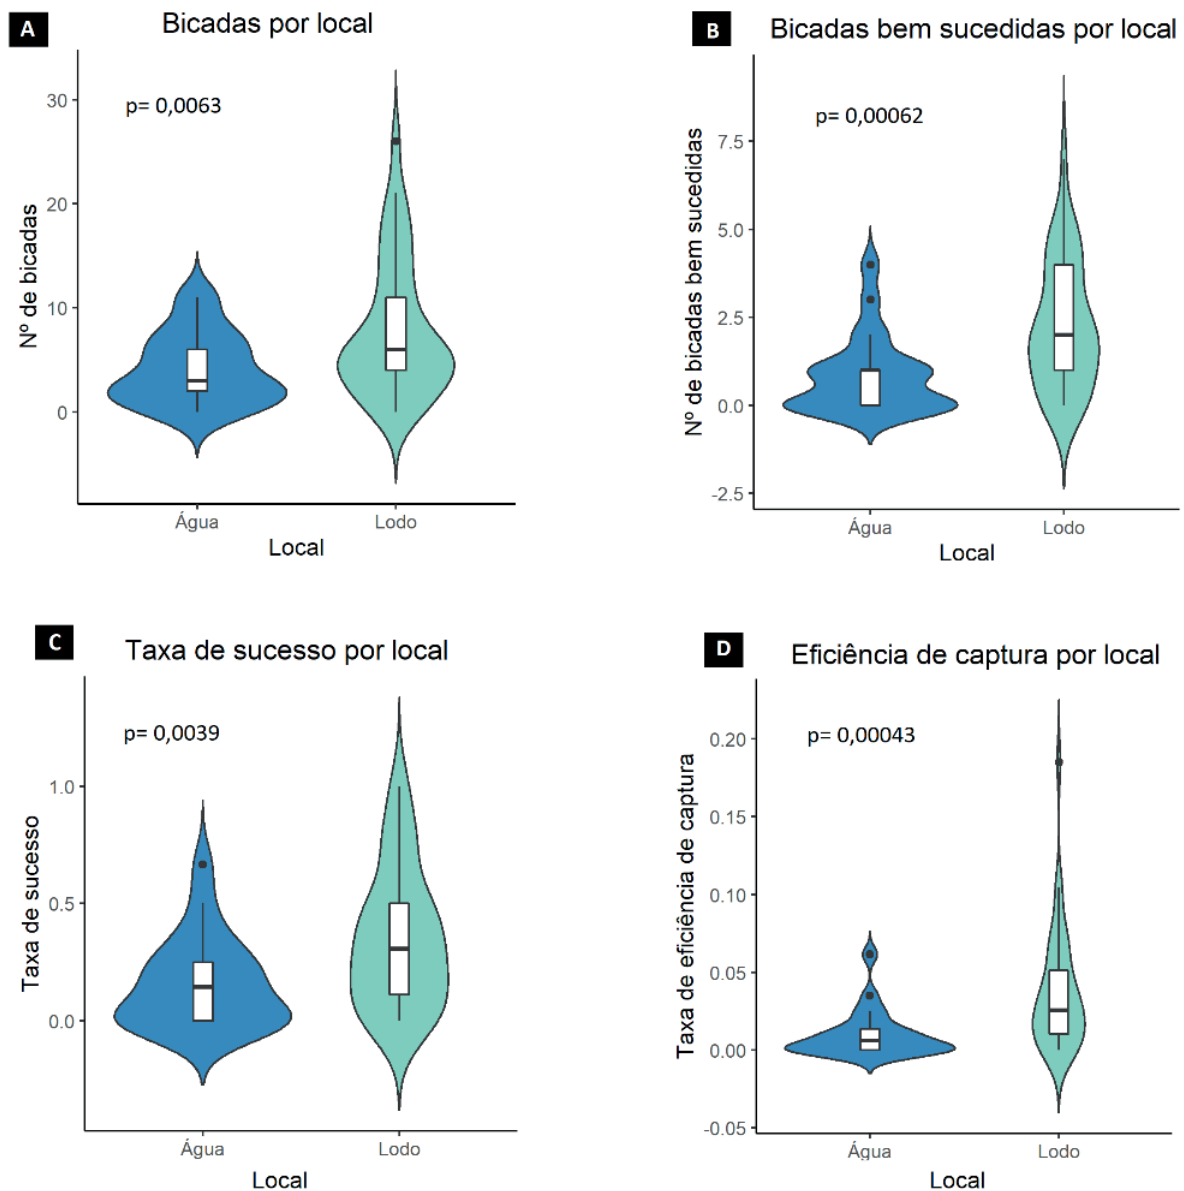 A
Bicadas por local
p= 0,0063
Nº de bicadas
30
20
10
0
Água
Lodo
Local
B
Bicadas bem sucedidas por local
p= 0,00062
Nº de bicadas bem sucedidas
7.5
5.0
2.5
0.0
-2.5
Água
Lodo
Local
C
Taxa de sucesso por local
p= 0,0039
Taxa de sucesso
1.0
0.5
0.0
Água
Lodo
Local
D
Eficiência de captura por local
p= 0,00043
Taxa de eficiência de captura
0.20
0.15
0.10
0.05
0.00
-0.05
Água
Lodo
Local